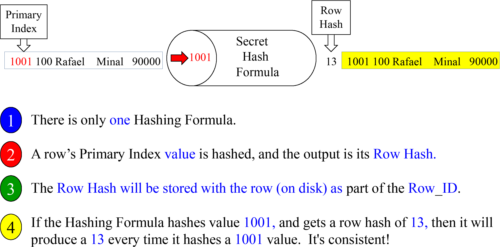 Primary
Index
Row
Hash
1001 100 Rafael Minal 90000
1001
Secret
Hash
Formula
13
1001 100 Rafael Minal 90000
1 There is only one Hashing Formula.
2 A row's Primary Index value is hashed, and the output is its Row Hash.
3 The Row Hash will be stored with the row (on disk) as part of the Row_ID.
4 If the Hashing Formula hashes value 1001, and gets a row hash of 13, then it will
produce a 13 every time it hashes a 1001 value. It's consistent!